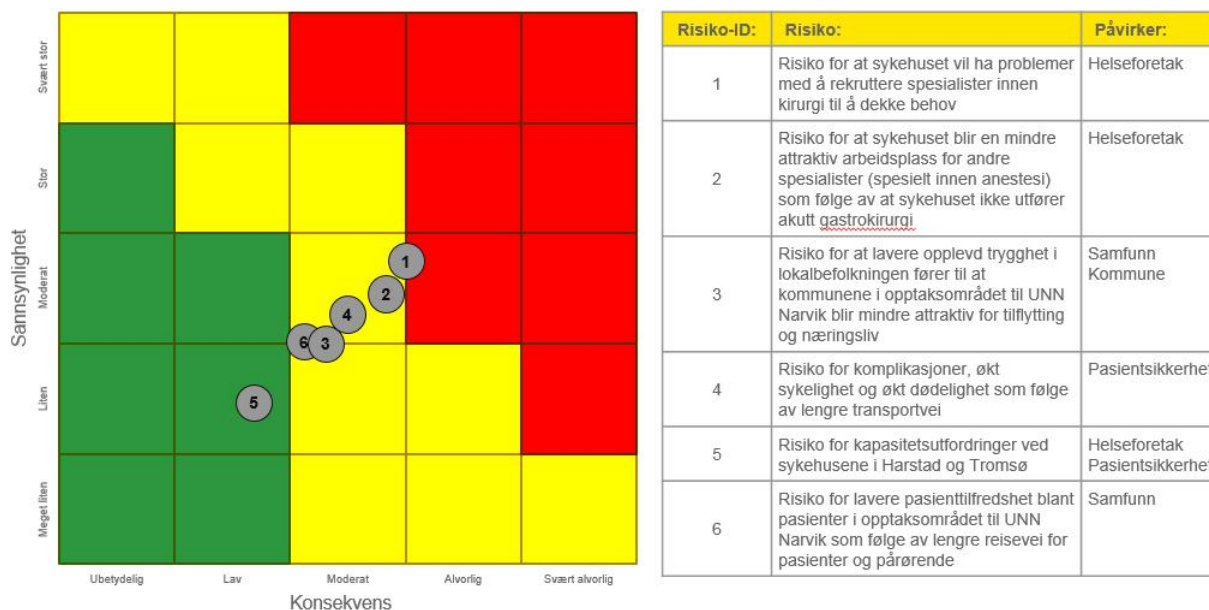 Sannsynlighet
Svært stor
Stor
Moderat
Liten
Meget liten
1
2
4
6
3
5
Ubetydelig
Lav
Moderat
Alvorlig
Svært alvorlig
Konsekvens
Risiko-ID: Risiko: Påvirker:
1
Risiko for at sykehuset vil ha problemer
med å rekruttere spesialister innen
kirurgi til å dekke behov
Helseforetak
2
Risiko for at sykehuset blir en mindre
attraktiv arbeidsplass for andre
spesialister (spesielt innen anestesi)
som følge av at sykehuset ikke utfører
akutt gastrokirurgi
Helseforetak
3
Risiko for at lavere opplevd trygghet i
lokalbefolkningen fører til at
kommunene i opptaksområdet til UNN
Narvik blir mindre attraktiv for tilflytting
og næringsliv
Samfunn
Kommune
4
Risiko for komplikasjoner, økt
sykelighet og økt dødelighet som følge
av lengre transportvei
Pasientsikkerhet
5
Risiko for kapasitetsutfordringer ved
sykehusene i Harstad og Tromsø
Helseforetak
Pasientsikkerhet
6
Risiko for lavere pasienttilfredshet blant
pasienter i opptaksområdet til UNN
Narvik som følge av lengre reisevei for
pasienter og pårørende
Samfunn